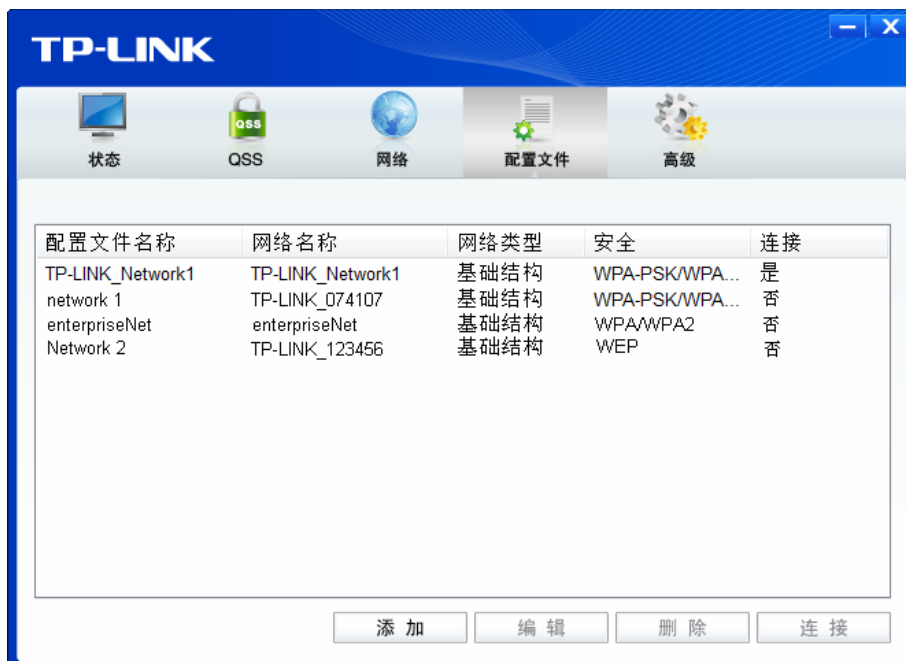 TP-LINK
QSS
状态 QSS 网络 配置文件 高级
配置文件名称 网络名称 网络类型 安全 连接
TP-LINK_Network1 TP-LINK_Network1 基础结构 WPA-PSK/WPA... 是
network 1 TP-LINK_074107 基础结构 WPA-PSK/WPA... 否
enterpriseNet enterpriseNet 基础结构 WPA/WPA2 否
Network 2 TP-LINK_123456 基础结构 WEP 否
添加 编辑 删除 连接